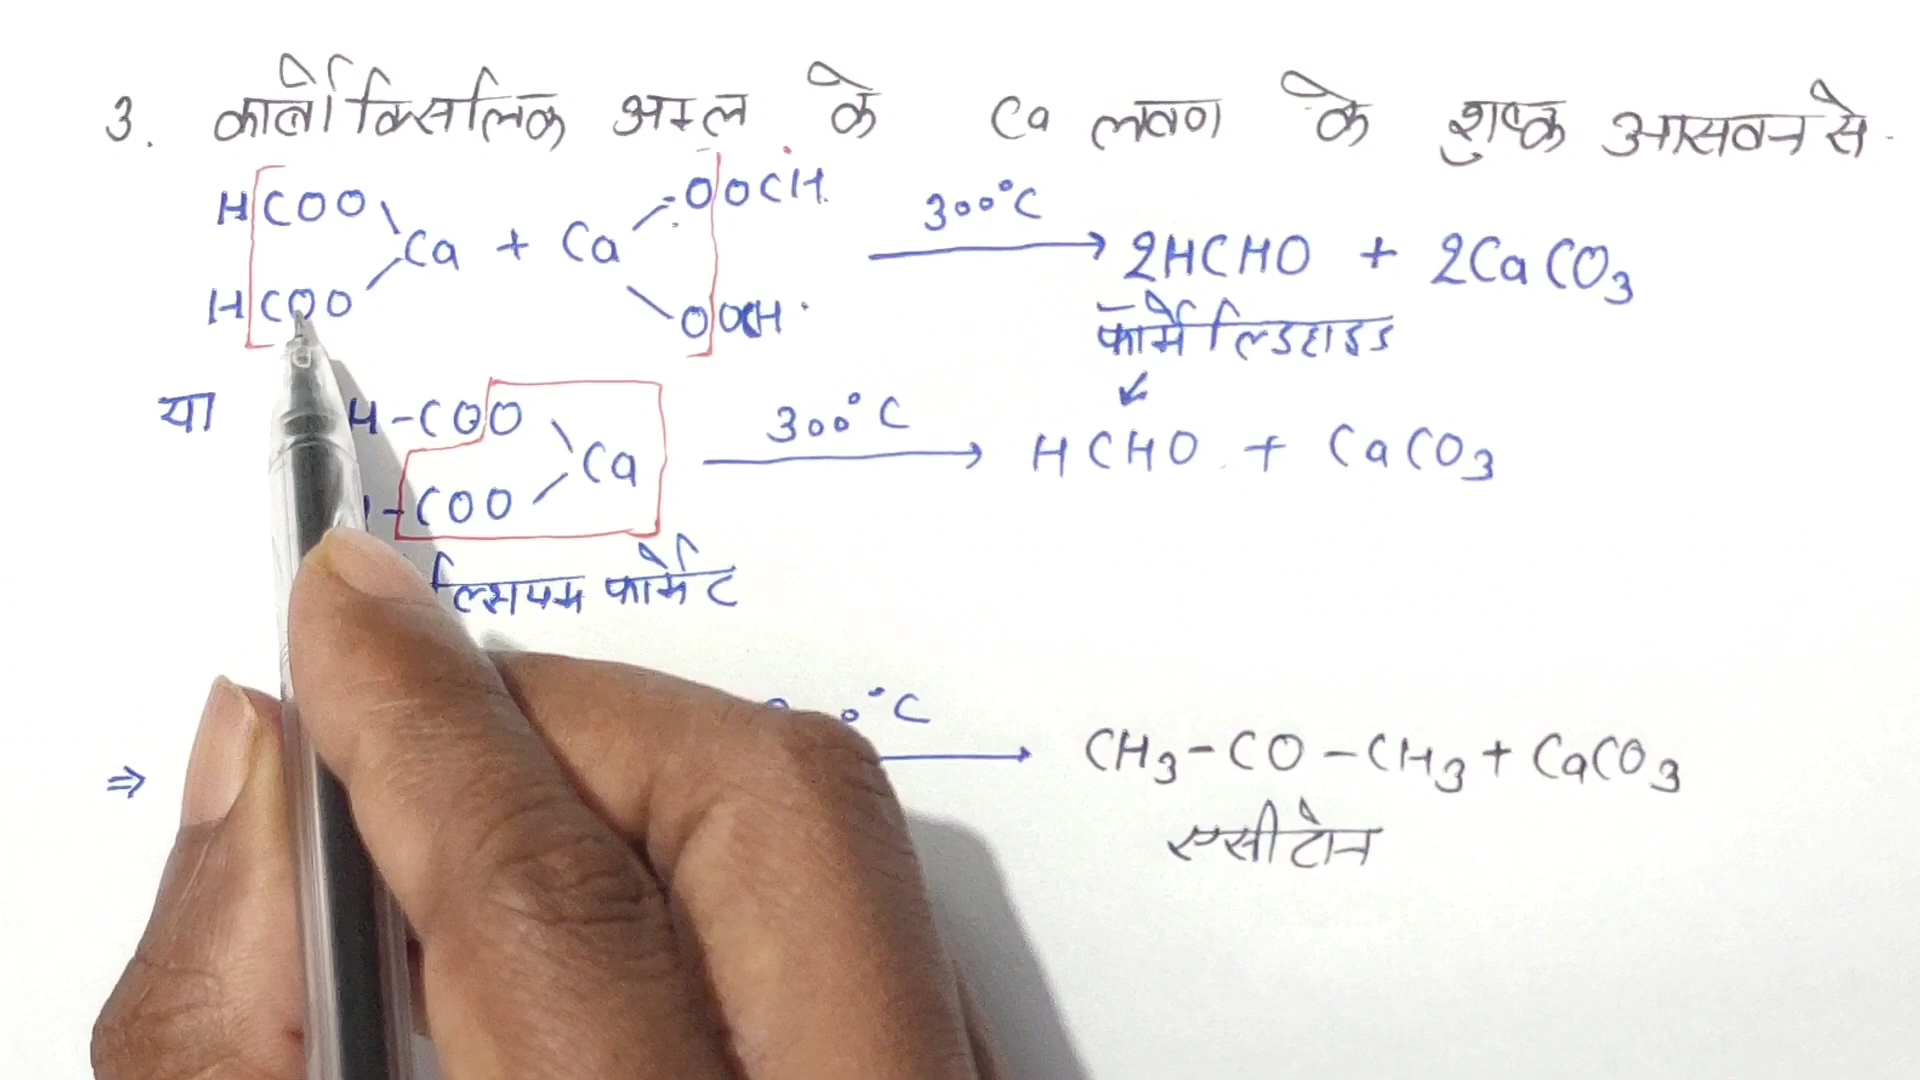 3. कार्बोक्सिलिक अम्ल के Ca लवण के शुष्क आसवन से.
HCOO\Ca + Ca-OOCH 300°C → 2HCHO + 2CaCO3
HCOO/ \OOCH फॉर्मेल्डिहाइड
या H-COO\Ca 300°C → HCHO + CaCO3
-COO/
ल्सियम फॉर्मेट
⇒ °C → CH3-CO-CH3 + CaCO3
एसीटोन